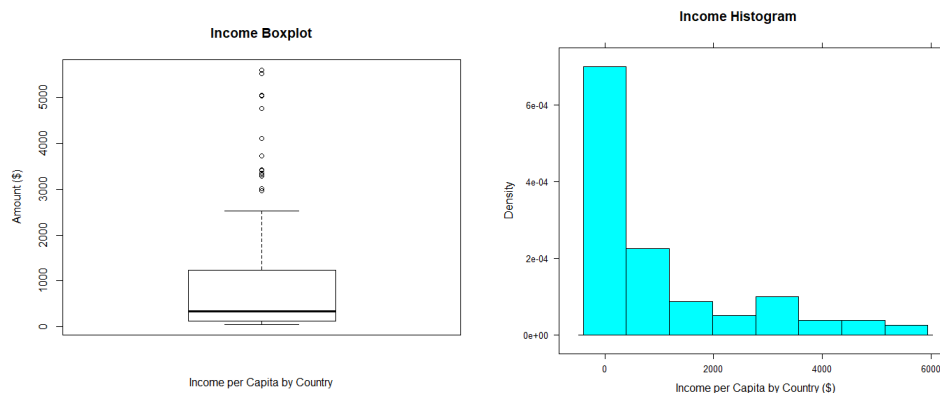 Income Boxplot
Amount ($)
5000
4000
3000
2000
1000
0
Income per Capita by Country
Income Histogram
Density
6e-04
4e-04
2e-04
0e+00
0
2000
4000
6000
Income per Capita by Country ($)